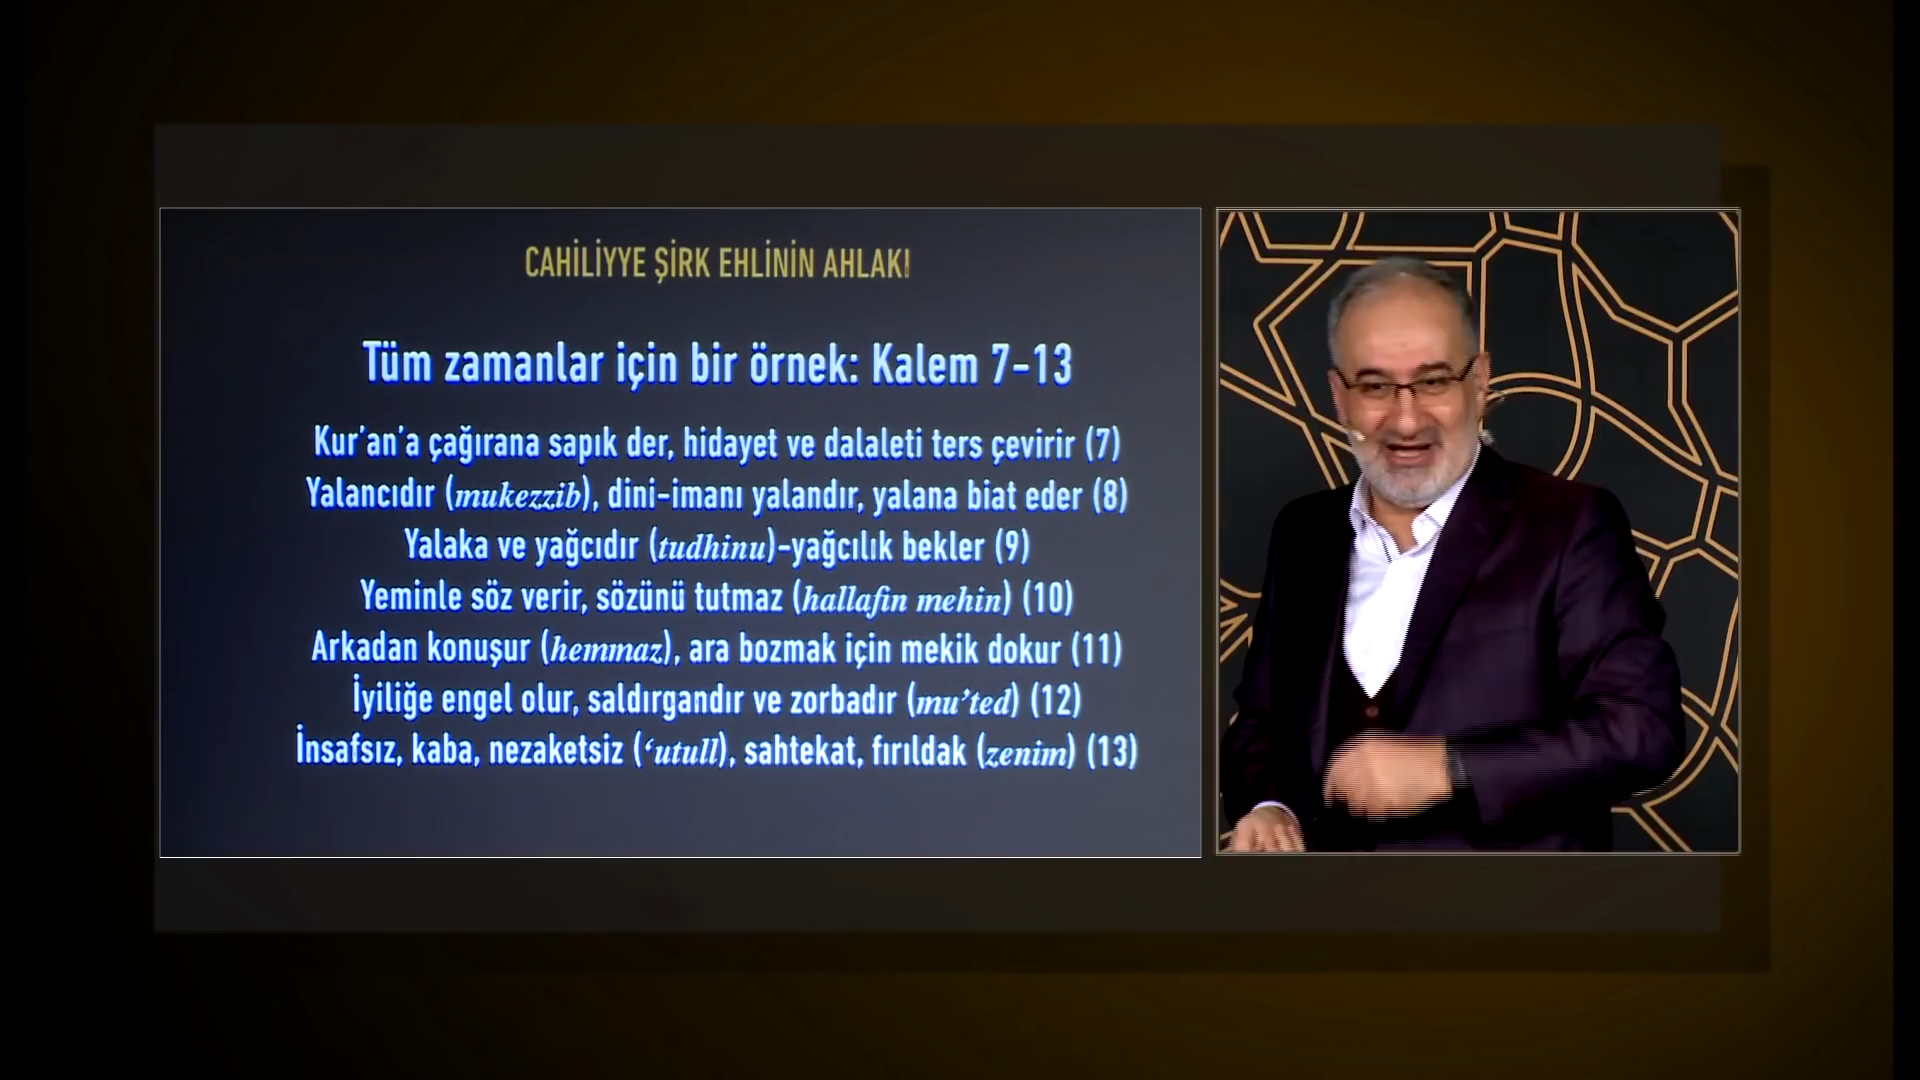 CAHİLİYYE ŞİRK EHLİNİN AHLAKI
Tüm zamanlar için bir örnek: Kalem 7-13
Kur'an'a çağırana sapık der, hidayet ve dalaleti ters çevirir (7)
Yalancıdır (mukezzib), dini-imanı yalandır, yalana biat eder (8)
Yalaka ve yağcıdır (tudhinu)-yağcılık bekler (9)
Yeminle söz verir, sözünü tutmaz (hallafin mehin) (10)
Arkadan konuşur (hemmaz), ara bozmak için mekik dokur (11)
İyiliğe engel olur, saldırgandır ve zorbadır (mu'ted) (12)
İnsafsız, kaba, nezaketsiz (‘utull), sahtekat, fırıldak (zenim) (13)